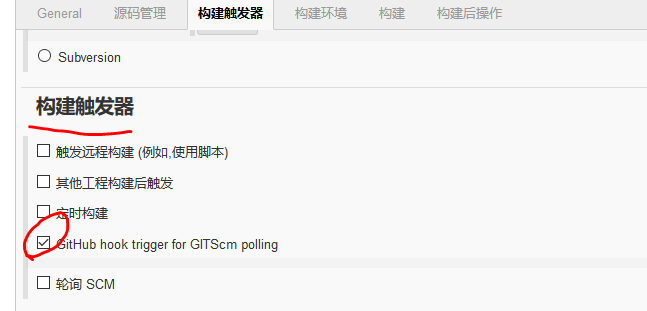 General 源码管理 构建触发器 构建环境 构建 构建后操作
Subversion
构建触发器
触发远程构建 (例如,使用脚本)
其他工程构建后触发
定时构建
GitHub hook trigger for GITScm polling
轮询 SCM